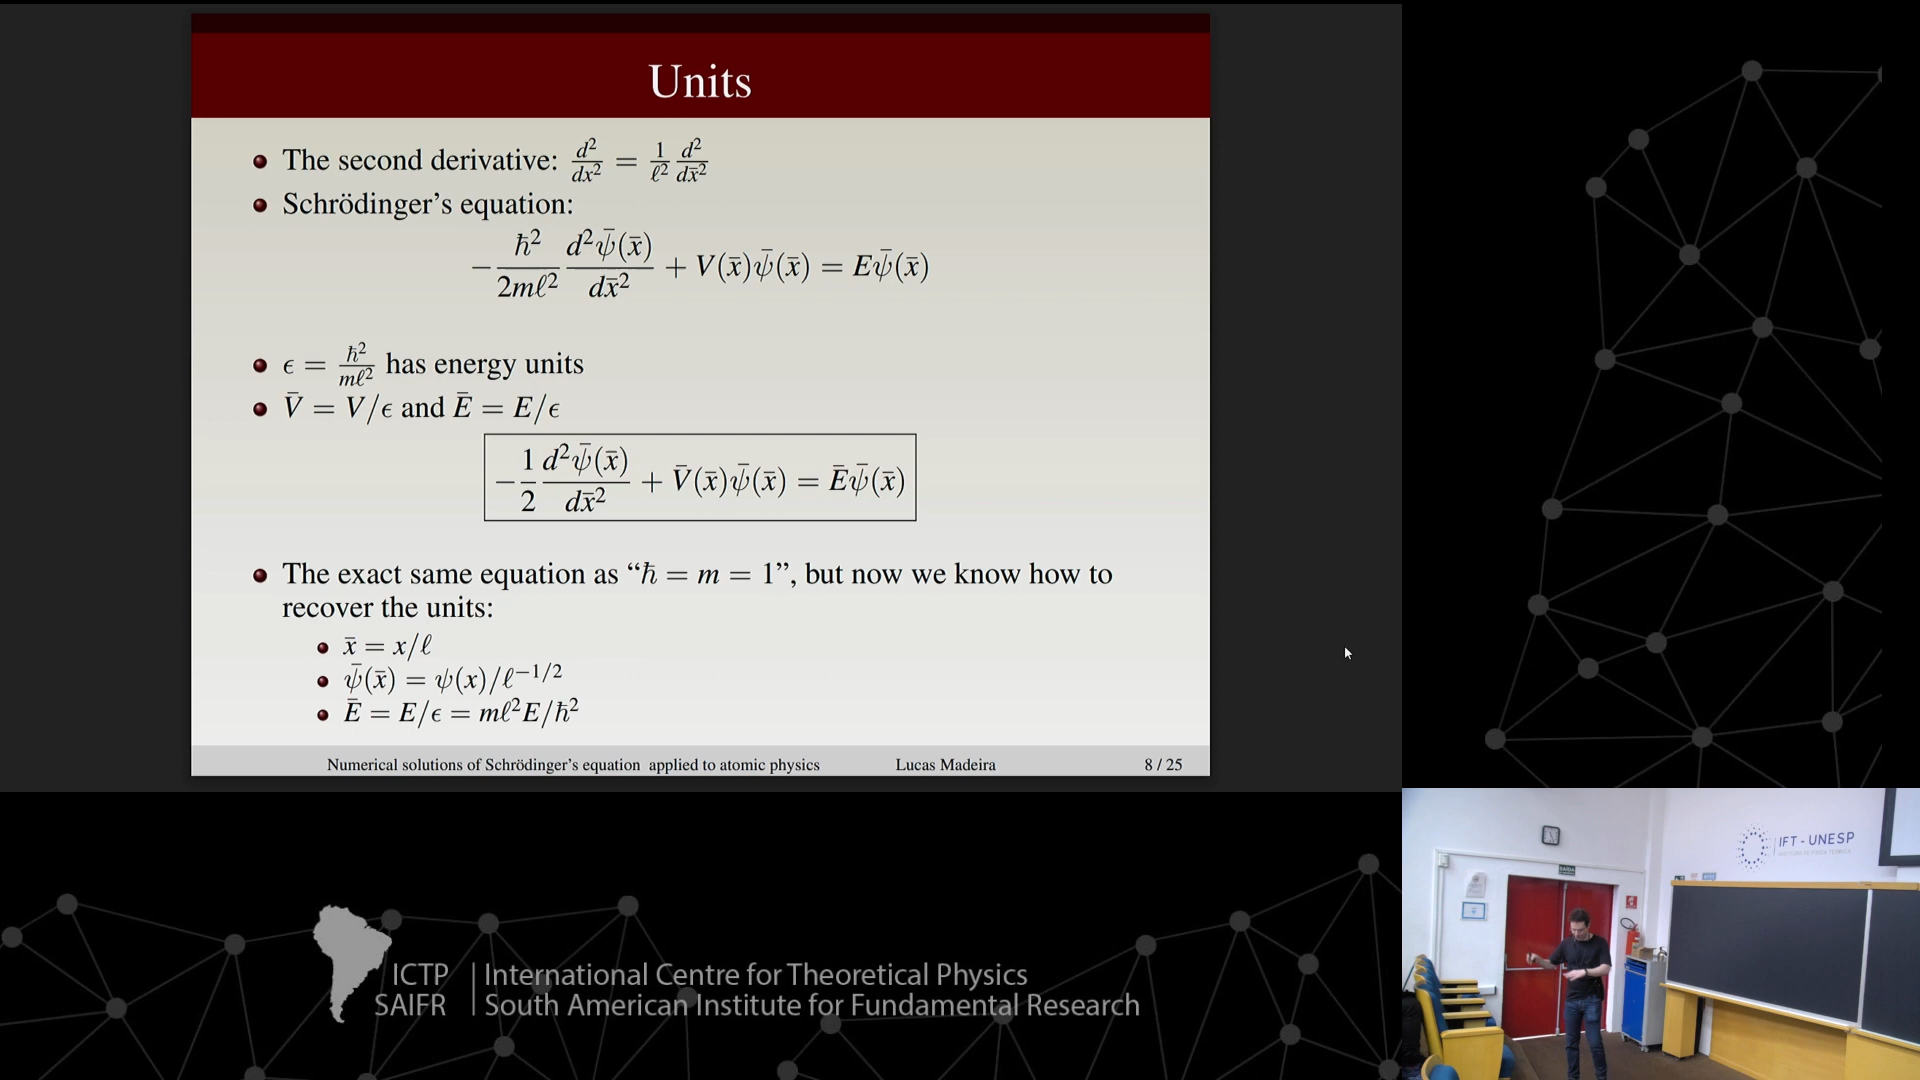 Units
The second derivative: d²/dx² = 1/ℓ² d²/dx̄²
Schrödinger's equation:
−ħ²/2mℓ² d²ψ̄(x̄)/dx̄² + V(x̄)ψ̄(x̄) = Eψ̄(x̄)
ϵ = ħ²/mℓ² has energy units
V̄ = V/ϵ and Ē = E/ϵ
−1/2 d²ψ̄(x̄)/dx̄² + V̄(x̄)ψ̄(x̄) = Ēψ̄(x̄)
The exact same equation as “ħ = m = 1”, but now we know how to
recover the units:
x̄ = x/ℓ
ψ̄(x̄) = ψ(x)/ℓ^−1/2
Ē = E/ϵ = mℓ²E/ħ²
Numerical solutions of Schrödinger's equation applied to atomic physics Lucas Madeira 8 / 25
IFT - UNESP
ICTP | International Centre for Theoretical Physics
SAIFR | South American Institute for Fundamental Research